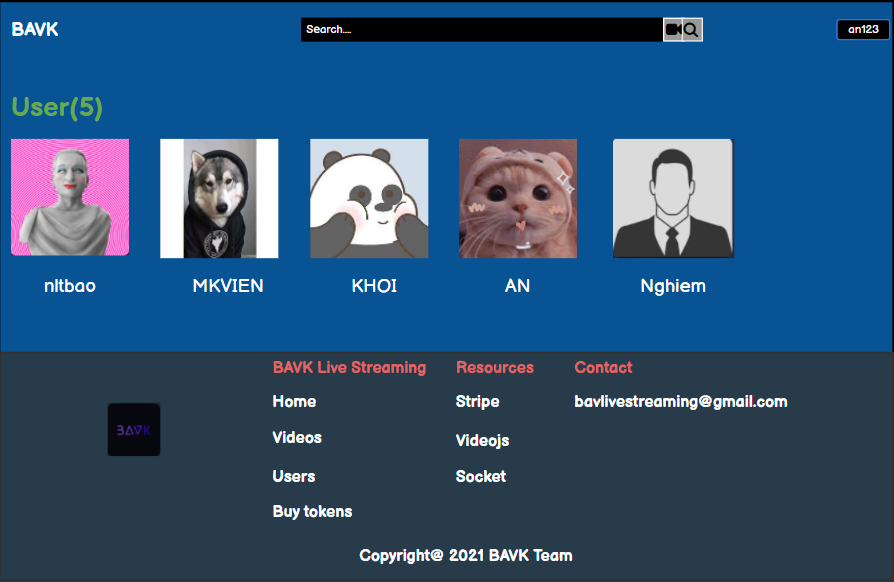 BAVK
Search....
an123
User(5)
nltbao
MKVIEN
KHOI
AN
Nghiem
BAVK Live Streaming
Home
Videos
Users
Buy tokens
Resources
Stripe
Videojs
Socket
Contact
bavlivestreaming@gmail.com
BAVK
Copyright@ 2021 BAVK Team